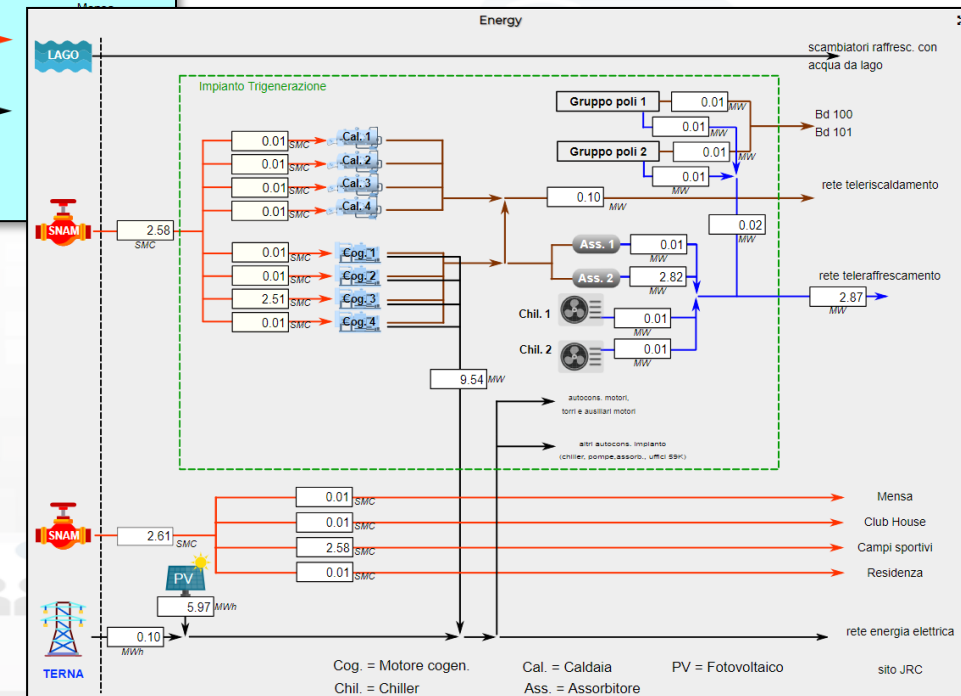 Mensa
Energy
LAGO
scambiatori raffresc. con
acqua da lago
Impianto Trigenerazione
Gruppo poli 1
0.01
MW
0.01
MW
Bd 100
Bd 101
Gruppo poli 2
0.01
MW
0.01
MW
0.01
SMC
Cal. 1
0.01
SMC
Cal. 2
0.01
SMC
Cal. 3
0.01
SMC
Cal. 4
0.10
MW
rete teleriscaldamento
0.02
MW
SNAM
2.58
SMC
0.01
SMC
Cog. 1
0.01
SMC
Cog. 2
2.51
SMC
Cog. 3
0.01
SMC
Cog. 4
Ass. 1
0.01
MW
Ass. 2
2.82
MW
rete teleraffrescamento
2.87
MW
Chil. 1
0.01
MW
Chil. 2
0.01
MW
9.54
MW
autocons. motori,
torri e ausiliari motori
altri autocons. impianto
(chiller, pompe,assorb., uffici 59K)
SNAM
2.61
SMC
0.01
SMC
Mensa
0.01
SMC
Club House
2.58
SMC
Campi sportivi
0.01
SMC
Residenza
PV
5.97
MWh
TERNA
0.10
MWh
rete energia elettrica
sito JRC
Cog. = Motore cogen.
Cal. = Caldaia
PV = Fotovoltaico
Chil. = Chiller
Ass. = Assorbitore